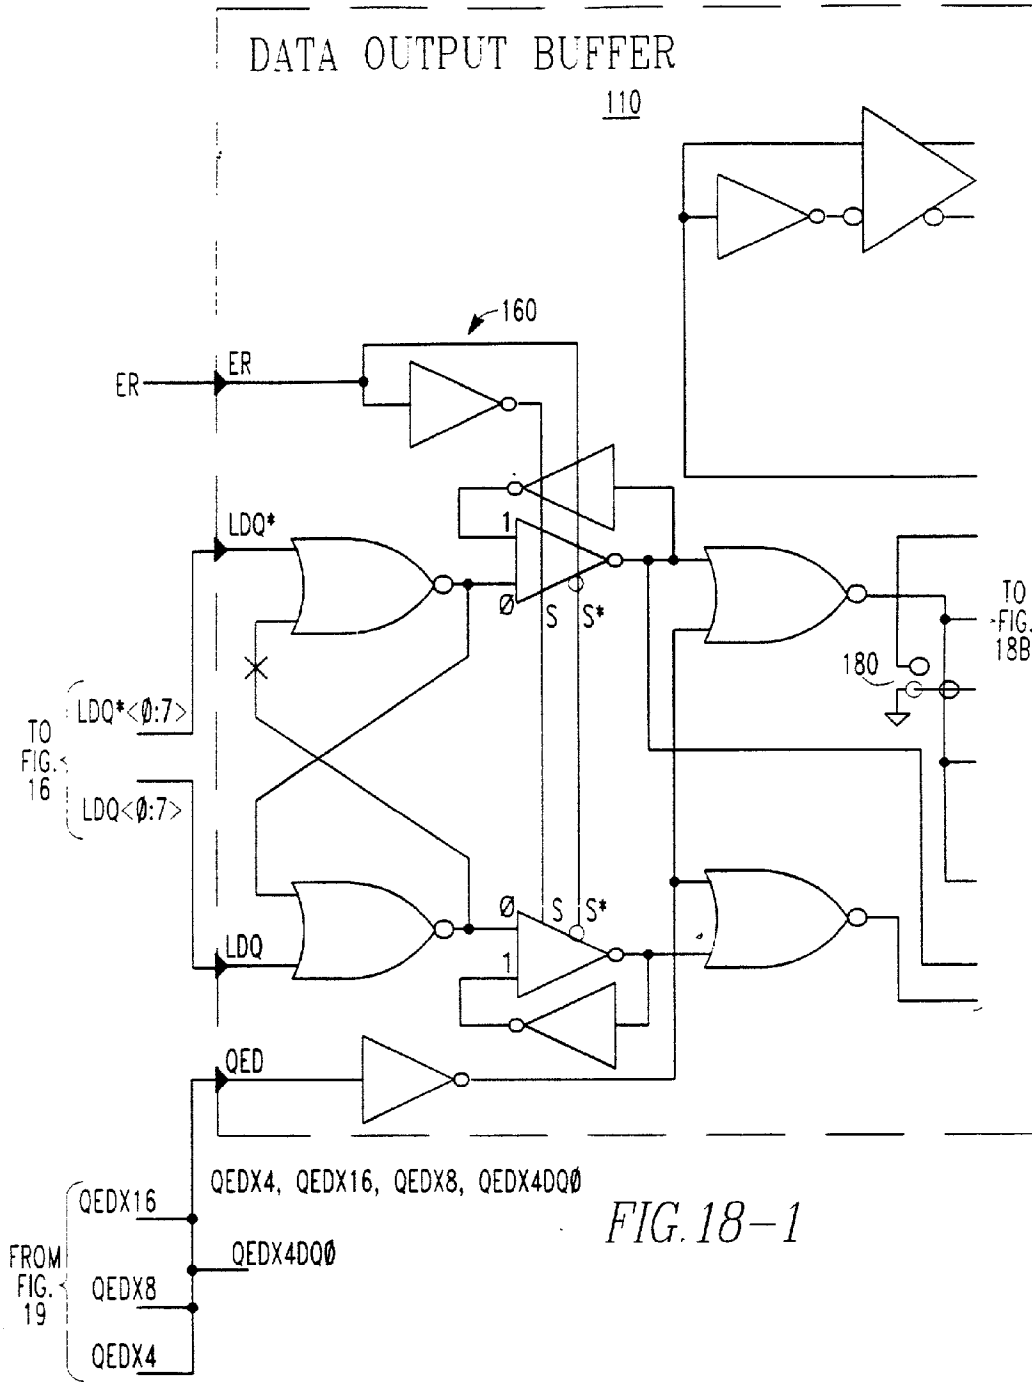 DATA OUTPUT BUFFER
110
160
ER
ER
LDQ*
1
Ø
S
S*
TO
FIG.
18B
180
LDQ*<Ø:7>
TO
FIG.
16
LDQ<Ø:7>
Ø
S
S*
LDQ
1
QED
QEDX4, QEDX16, QEDX8, QEDX4DQØ
QEDX16
FIG. 18-1
FROM
FIG.
19
QEDX4DQØ
QEDX8
QEDX4